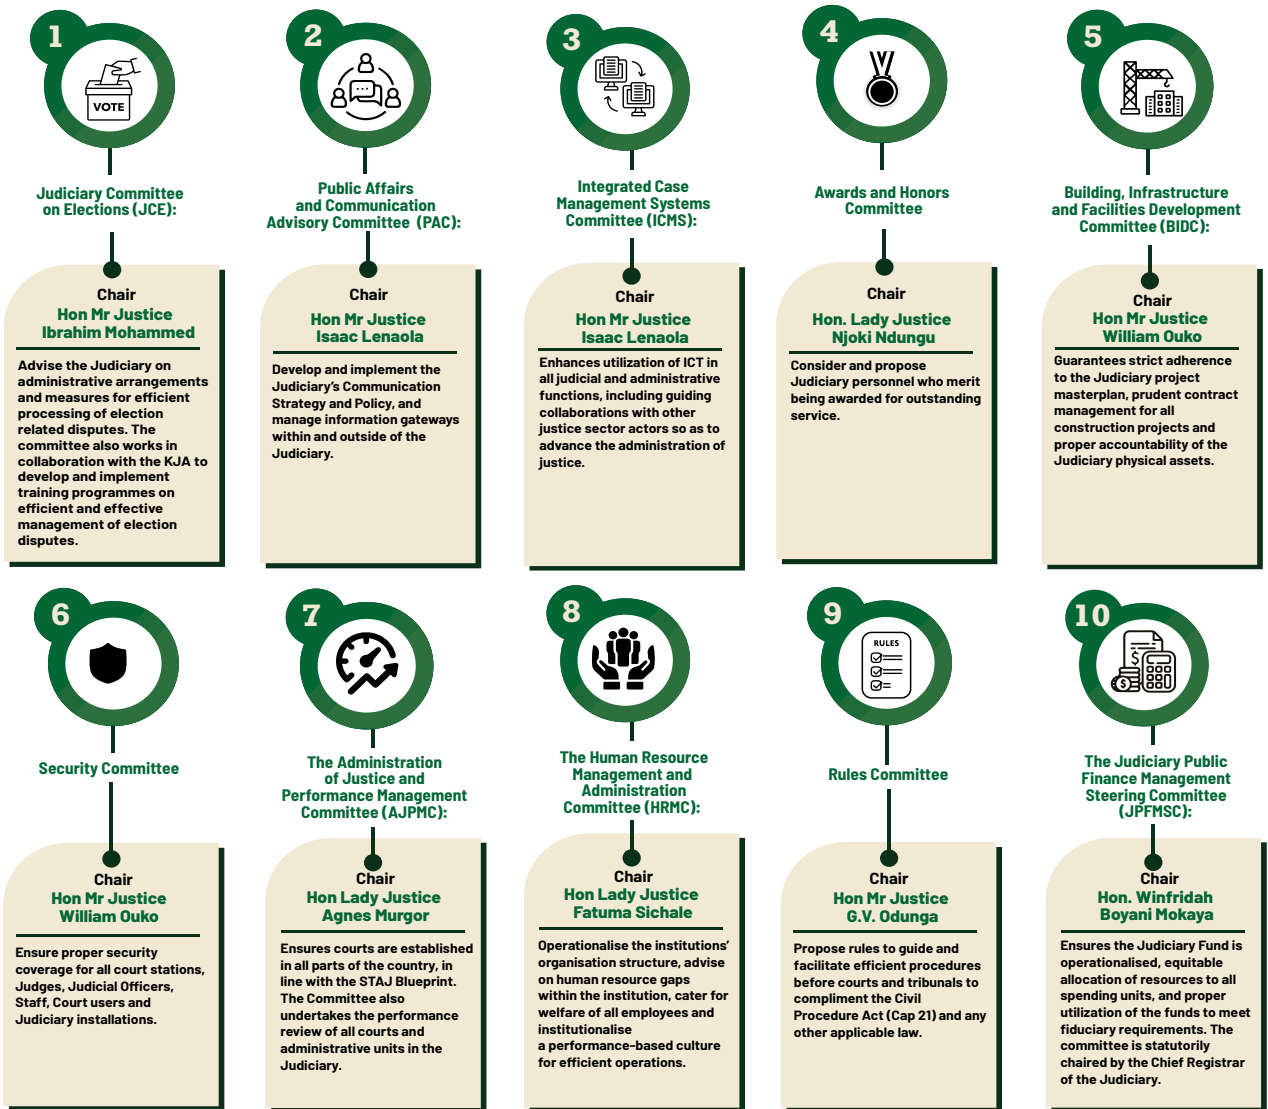 1
VOTE
Judiciary Committee
on Elections (JCE):
Chair
Hon Mr Justice
Ibrahim Mohammed
Advise the Judiciary on
administrative arrangements
and measures for efficient
processing of election
related disputes. The
committee also works in
collaboration with the KJA to
develop and implement
training programmes on
efficient and effective
management of election
disputes.
2
Public Affairs
and Communication
Advisory Committee (PAC):
Chair
Hon Mr Justice
Isaac Lenaola
Develop and implement the
Judiciary's Communication
Strategy and Policy, and
manage information gateways
within and outside of the
Judiciary.
3
Integrated Case
Management Systems
Committee (ICMS):
Chair
Hon Mr Justice
Isaac Lenaola
Enhances utilization of ICT in
all judicial and administrative
functions, including guiding
collaborations with other
justice sector actors so as to
advance the administration of
justice.
4
Awards and Honors
Committee
Chair
Hon. Lady Justice
Njoki Ndungu
Consider and propose
Judiciary personnel who merit
being awarded for outstanding
service.
5
Building, Infrastructure
and Facilities Development
Committee (BIDC):
Chair
Hon Mr Justice
William Ouko
Guarantees strict adherence
to the Judiciary project
masterplan, prudent contract
management for all
construction projects and
proper accountability of the
Judiciary physical assets.
6
Security Committee
Chair
Hon Mr Justice
William Ouko
Ensure proper security
coverage for all court stations,
Judges, Judicial Officers,
Staff, Court users and
Judiciary installations.
7
The Administration
of Justice and
Performance Management
Committee (AJPMC):
Chair
Hon Lady Justice
Agnes Murgor
Ensures courts are established
in all parts of the country, in
line with the STAJ Blueprint.
The Committee also
undertakes the performance
review of all courts and
administrative units in the
Judiciary.
8
The Human Resource
Management and
Administration
Committee (HRMC):
Chair
Hon Lady Justice
Fatuma Sichale
Operationalise the institutions'
organisation structure, advise
on human resource gaps
within the institution, cater for
welfare of all employees and
institutionalise
a performance-based culture
for efficient operations.
9
RULES
Rules Committee
Chair
Hon Mr Justice
G.V. Odunga
Propose rules to guide and
facilitate efficient procedures
before courts and tribunals to
compliment the Civil
Procedure Act (Cap 21) and any
other applicable law.
10
$
$
The Judiciary Public
Finance Management
Steering Committee
(JPFMSC):
Chair
Hon. Winfridah
Boyani Mokaya
Ensures the Judiciary Fund is
operationalised, equitable
allocation of resources to all
spending units, and proper
utilization of the funds to meet
fiduciary requirements. The
committee is statutorily
chaired by the Chief Registrar
of the Judiciary.